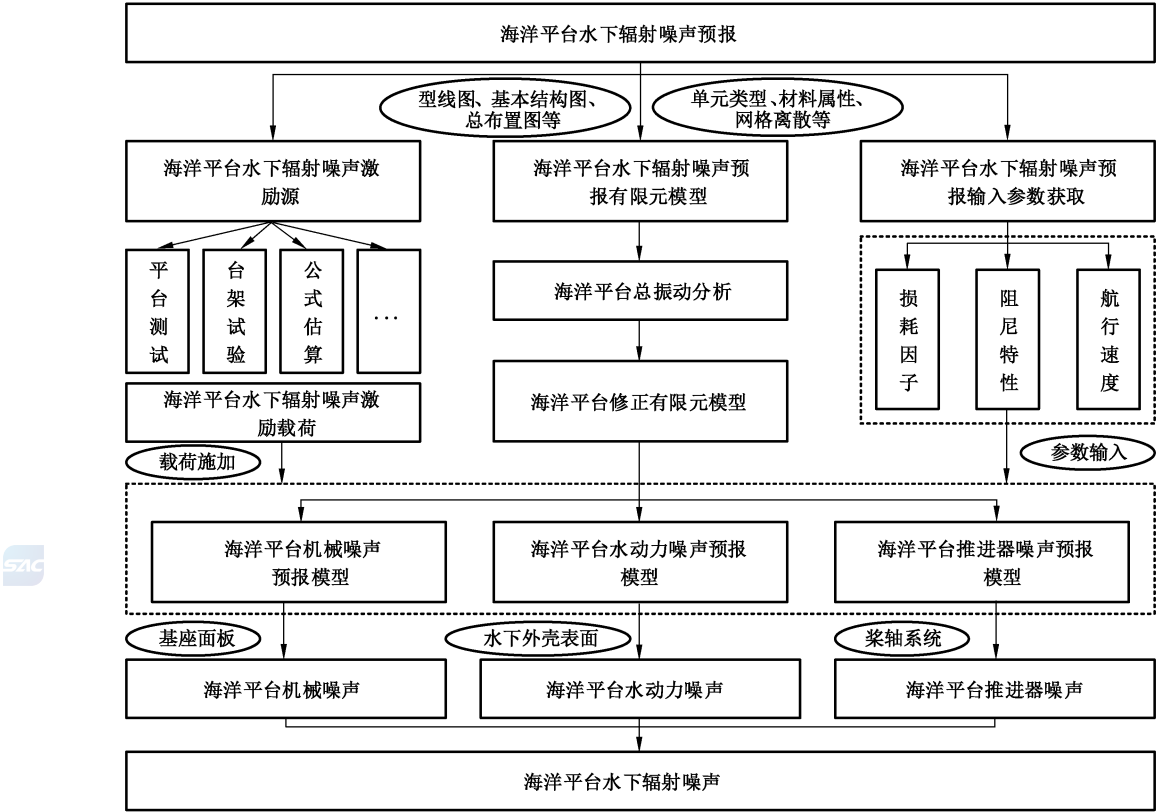 海洋平台水下辐射噪声预报
型线图、基本结构图、
总布置图等
单元类型、材料属性、
网格离散等
海洋平台水下辐射噪声激
励源
海洋平台水下辐射噪声预
报有限元模型
海洋平台水下辐射噪声预
报输入参数获取
平台测试
台架试验
公式估算
...
海洋平台总振动分析
损耗因子
阻尼特性
航行速度
海洋平台水下辐射噪声激
励载荷
海洋平台修正有限元模型
载荷施加
参数输入
海洋平台机械噪声
预报模型
海洋平台水动力噪声预报
模型
海洋平台推进器噪声预报
模型
基座面板
水下外壳表面
桨轴系统
海洋平台机械噪声
海洋平台水动力噪声
海洋平台推进器噪声
海洋平台水下辐射噪声
SAC